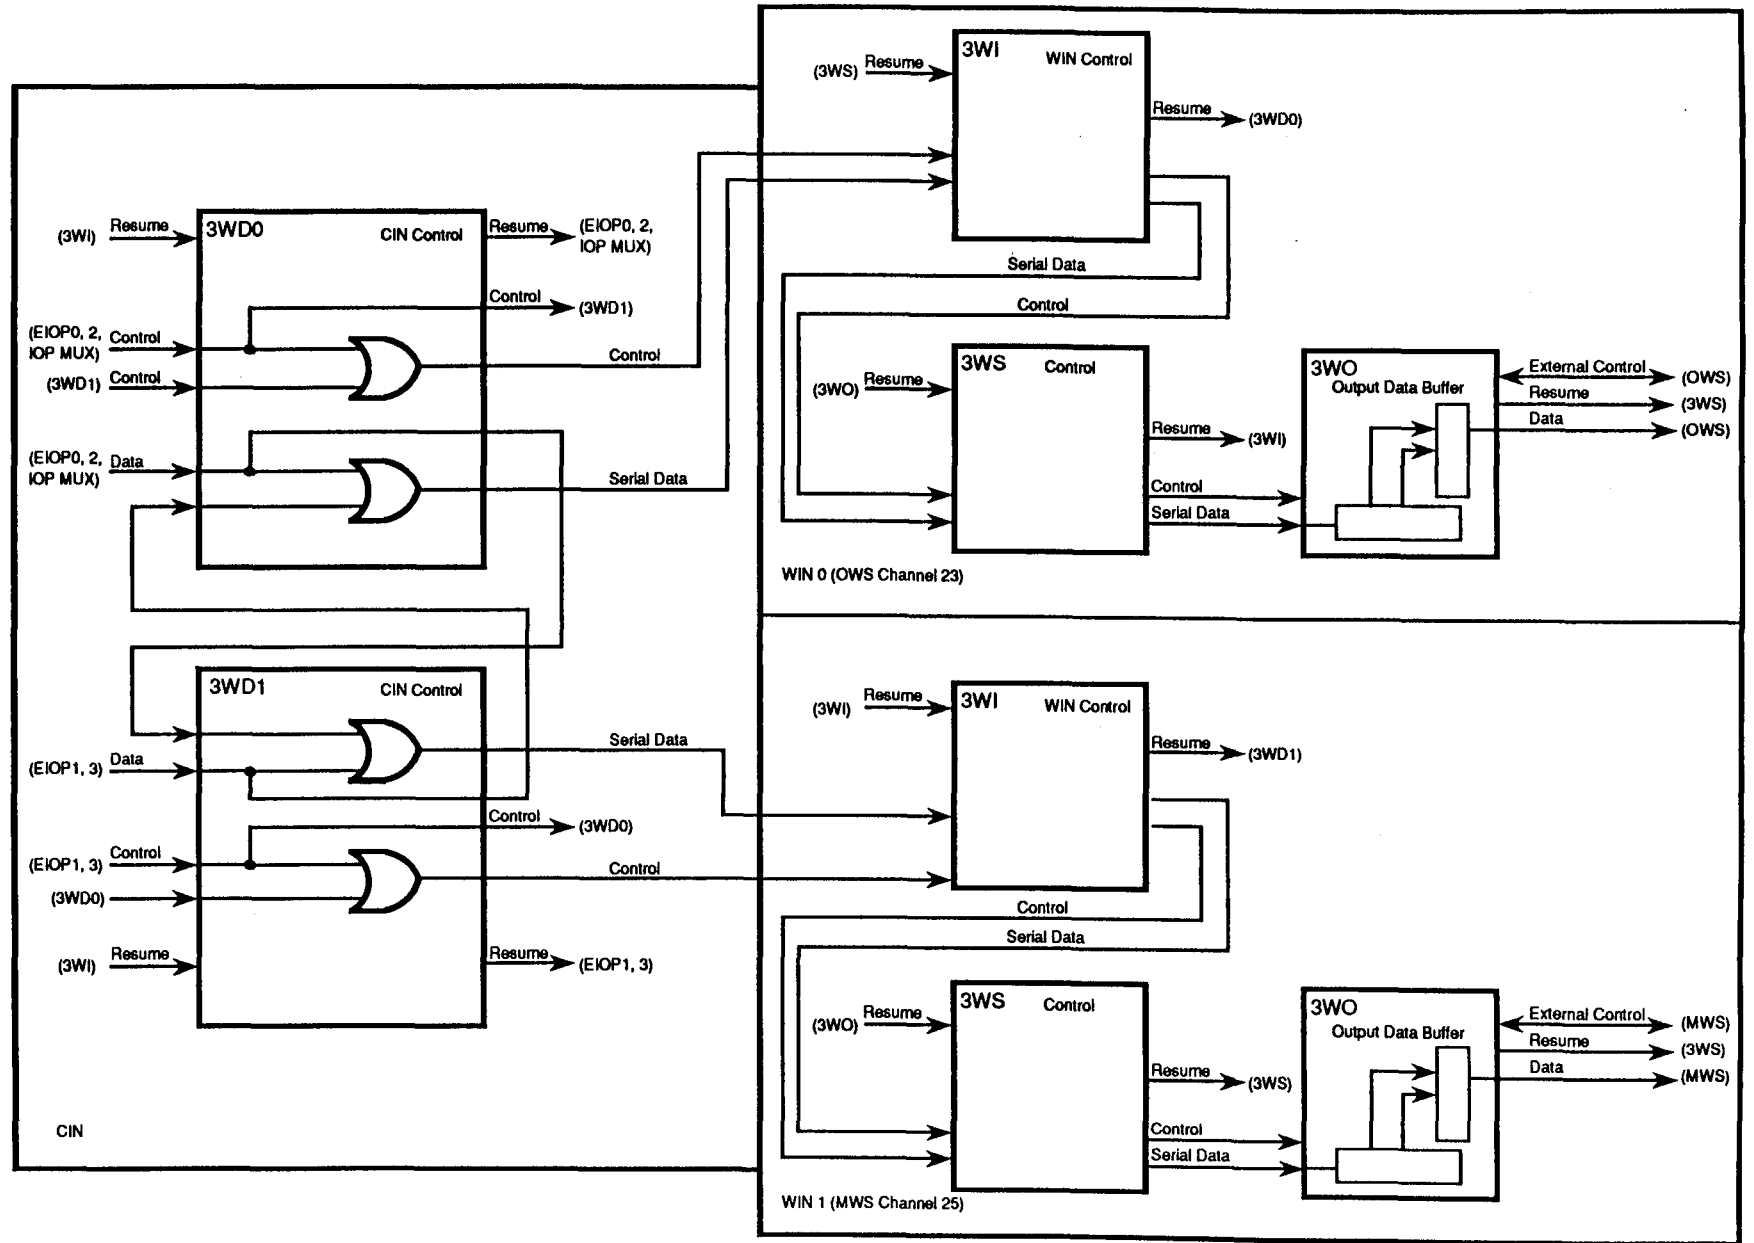 3WI
WIN Control
(3WS)
Resume
Resume
(3WD0)
Serial Data
Control
3WD0
CIN Control
(3WI)
Resume
Resume
(EIOP0, 2,
IOP MUX)
Control
(3WD1)
(EIOP0, 2,
IOP MUX)
Control
(3WD1)
Control
Control
(EIOP0, 2,
IOP MUX)
Data
Serial Data
3WS
Control
(3WO)
Resume
Resume
(3WI)
Control
Serial Data
3WO
Output Data Buffer
External Control
(OWS)
Resume
(3WS)
Data
(OWS)
WIN 0 (OWS Channel 23)
3WD1
CIN Control
(EIOP1, 3)
Data
Serial Data
Control
(3WD0)
(EIOP1, 3)
Control
(3WD0)
Control
(3WI)
Resume
Resume
(EIOP1, 3)
CIN
3WI
WIN Control
(3WI)
Resume
Resume
(3WD1)
Control
Serial Data
3WS
Control
(3WO)
Resume
Resume
(3WS)
Control
Serial Data
3WO
Output Data Buffer
External Control
(MWS)
Resume
(3WS)
Data
(MWS)
WIN 1 (MWS Channel 25)